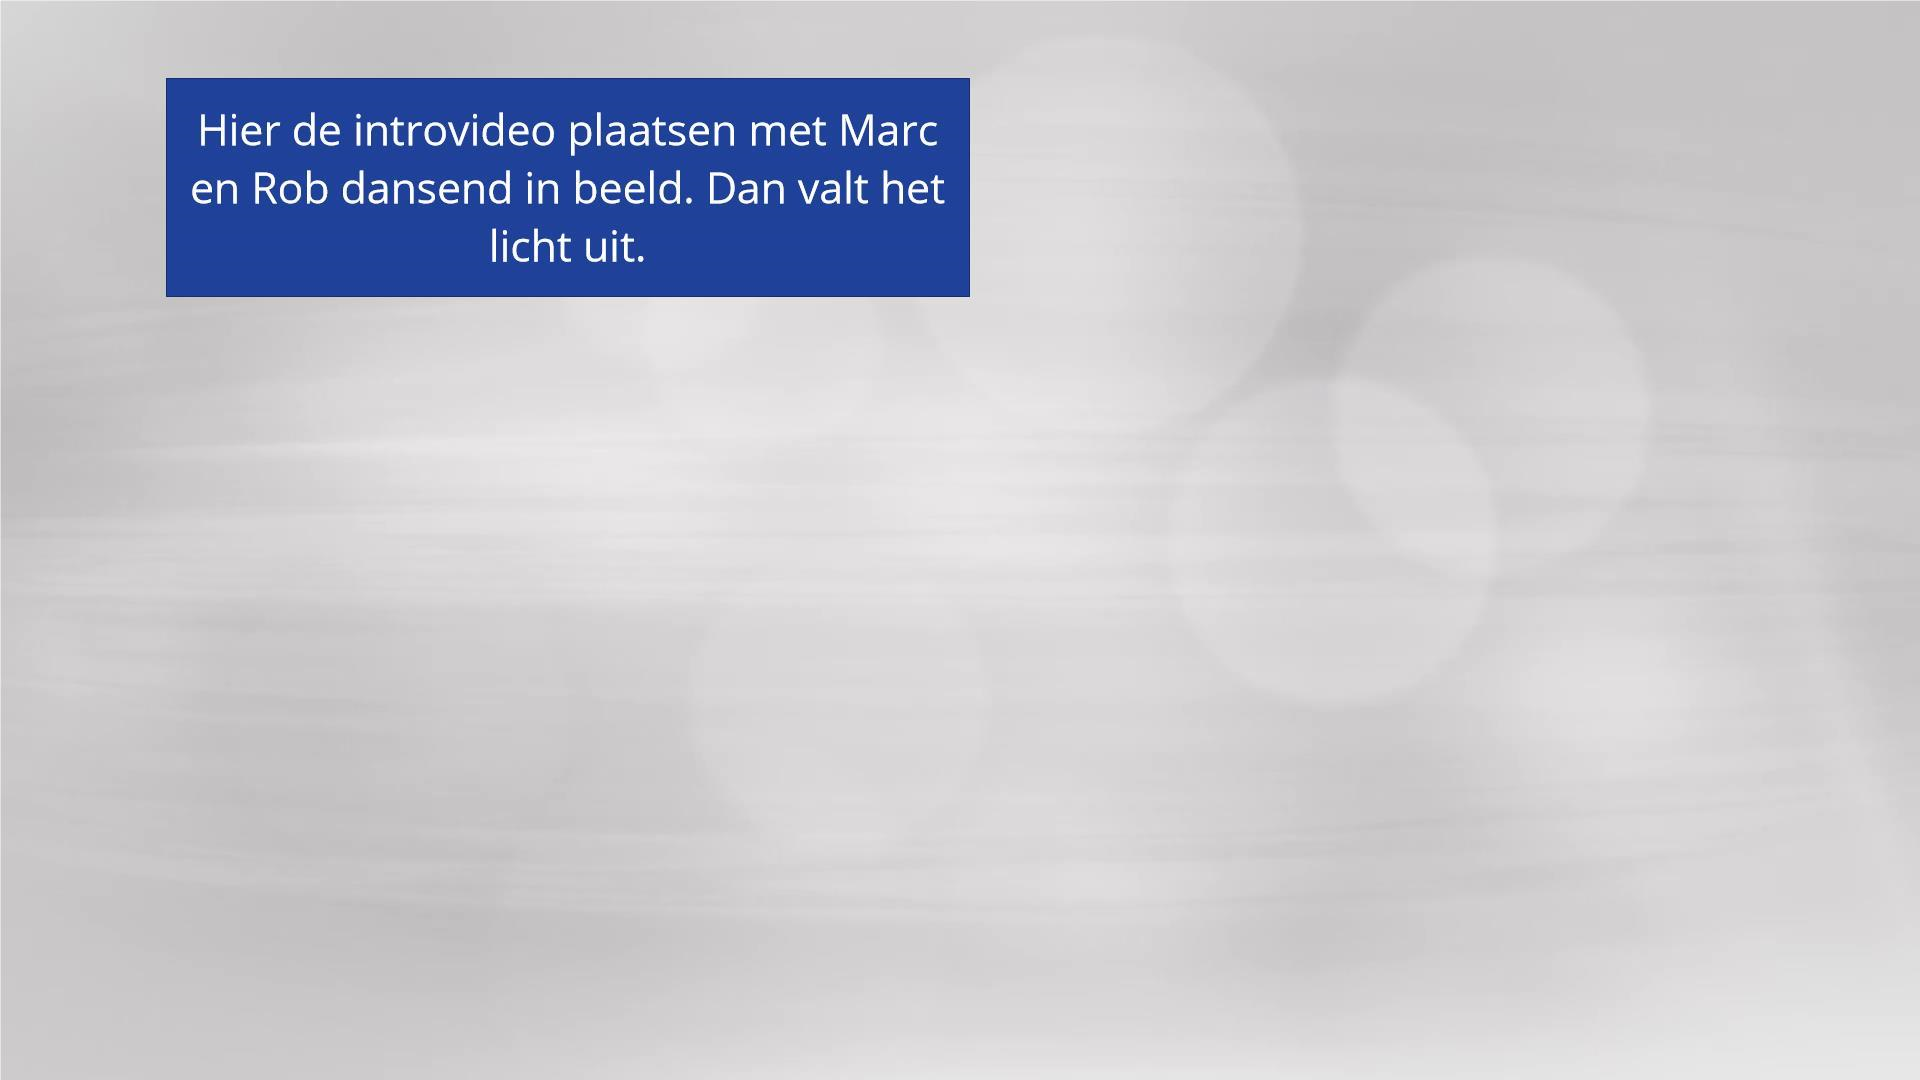 Hier de introvideo plaatsen met Marc
en Rob dansend in beeld. Dan valt het
licht uit.